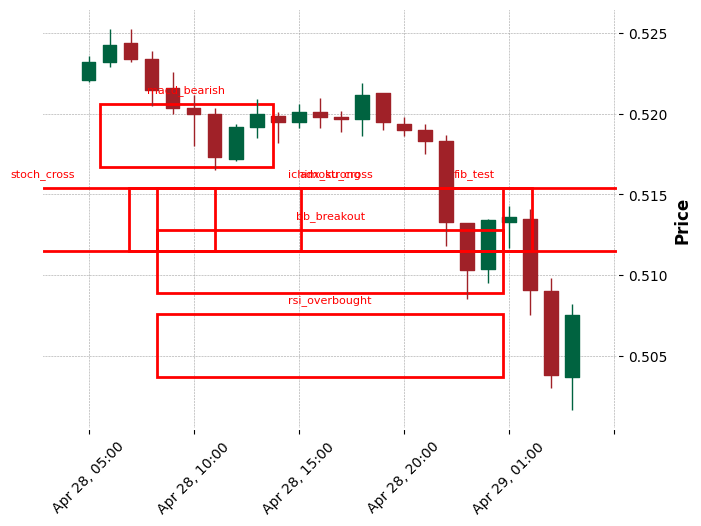 0.525
macd_bearish
0.520
stoch_cross
fib_test
0.515
bb_breakout
Price
0.510
rsi_overbought
0.505
Apr 28, 05:00
Apr 28, 10:00
Apr 28, 15:00
Apr 28, 20:00
Apr 29, 01:00